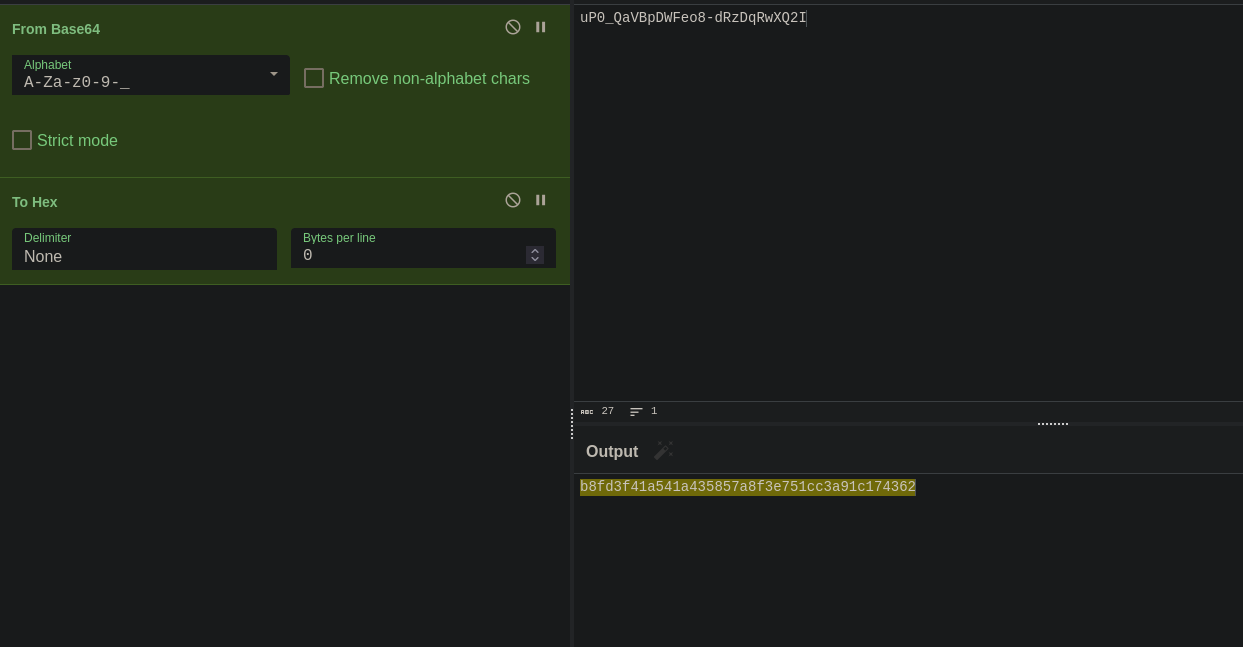 From Base64
Alphabet
A-Za-z0-9-_
Remove non-alphabet chars
Strict mode
To Hex
Delimiter
None
Bytes per line
0
uP0_QaVBpDWFeo8-dRzDqRwXQ2I
ABC 27 1
Output
b8fd3f41a541a435857a8f3e751cc3a91c174362